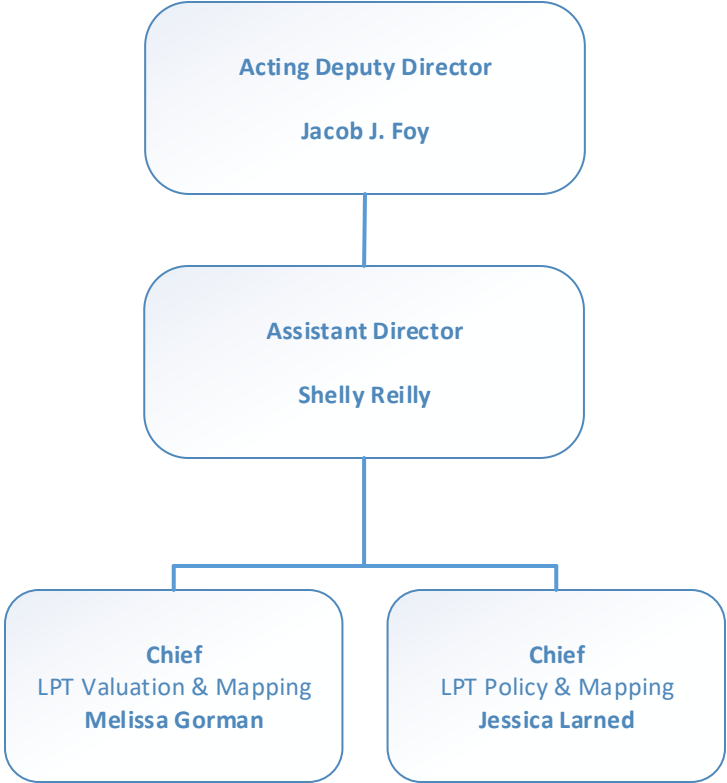 Acting Deputy Director
Jacob J. Foy
Assistant Director
Shelly Reilly
Chief
LPT Valuation & Mapping
Melissa Gorman
Chief
LPT Policy & Mapping
Jessica Larned